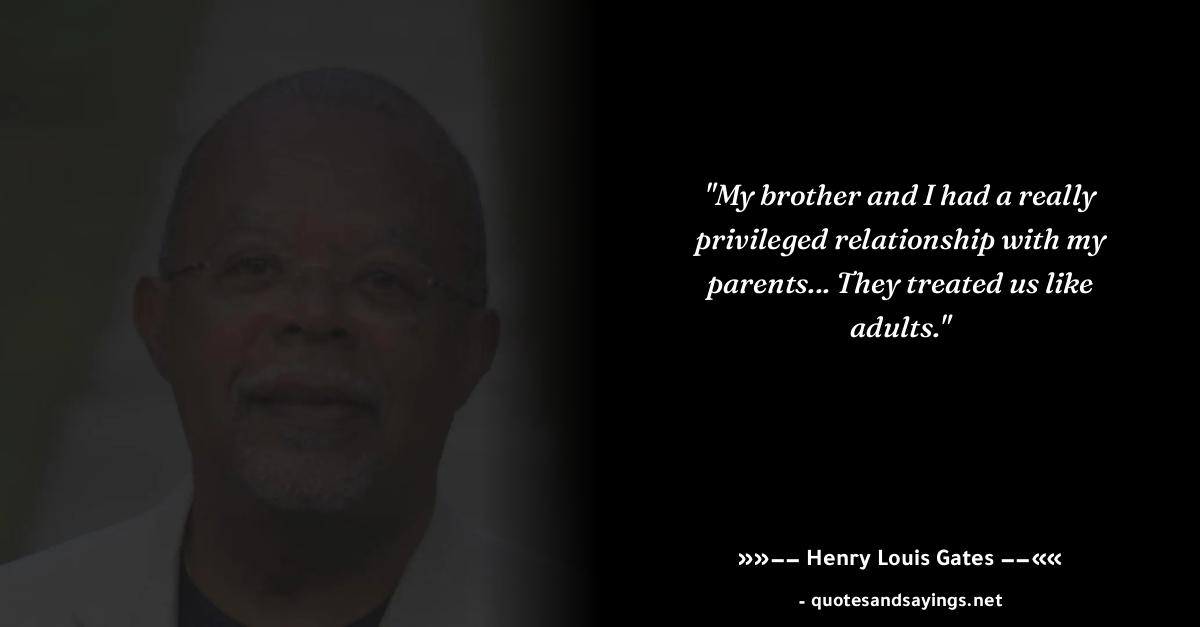 "My brother and I had a really
privileged relationship with my
parents... They treated us like
adults."
»»−− Henry Louis Gates −−««
- quotesandsayings.net